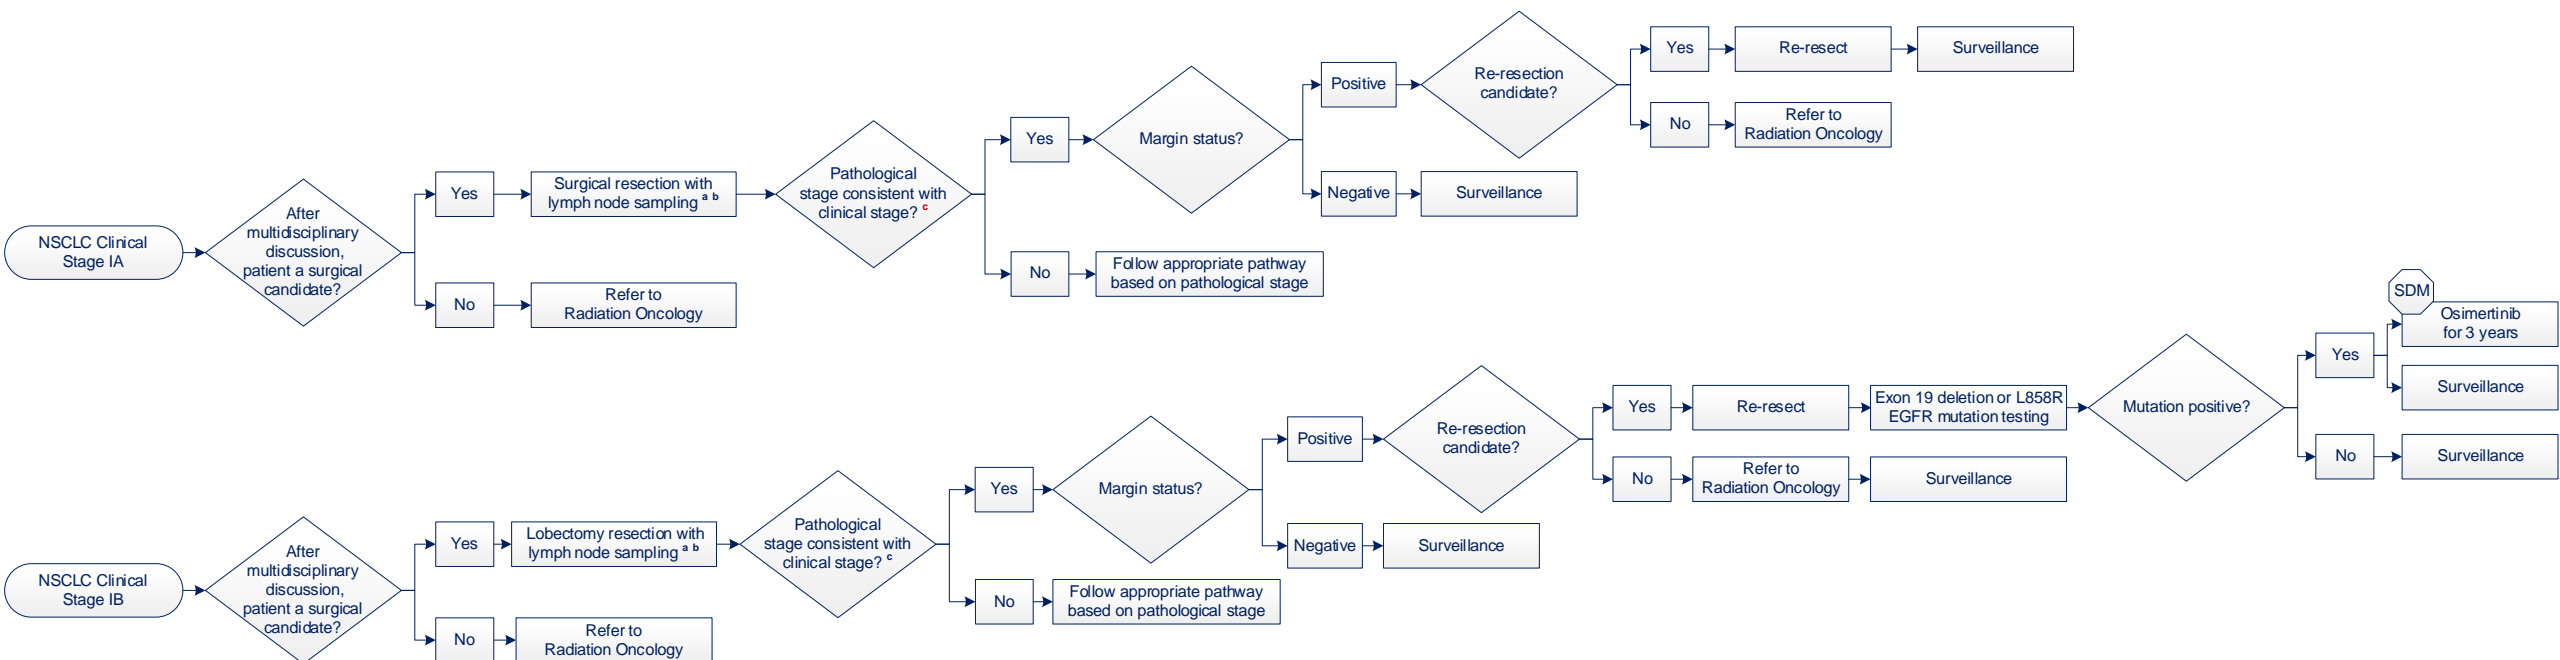 NSCLC Clinical
Stage IA
After
multidisciplinary
discussion,
patient a surgical
candidate?
Yes
Surgical resection with
lymph node sampling a b
Pathological
stage consistent with
clinical stage? c
Yes
Margin status?
Positive
Re-resection
candidate?
Yes
Re-resect
Surveillance
No
Refer to
Radiation Oncology
Negative
Surveillance
No
Follow appropriate pathway
based on pathological stage
No
Refer to
Radiation Oncology
NSCLC Clinical
Stage IB
After
multidisciplinary
discussion,
patient a surgical
candidate?
Yes
Lobectomy resection with
lymph node sampling a b
Pathological
stage consistent with
clinical stage? c
Yes
Margin status?
Positive
Re-resection
candidate?
Yes
Re-resect
Exon 19 deletion or L858R
EGFR mutation testing
Mutation positive?
Yes
SDM
Osimertinib
for 3 years
Surveillance
No
Surveillance
No
Refer to
Radiation Oncology
Surveillance
Negative
Surveillance
No
Follow appropriate pathway
based on pathological stage
No
Refer to
Radiation Oncology